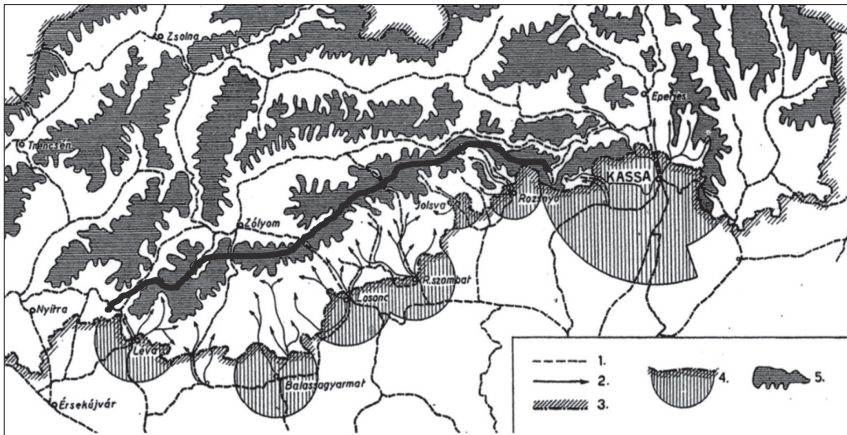 Zsolna
Eperjes
Trencsén
KASSA
Rozsnyó
Jolsva
Zólyom
R.szombat
Losonc
Nyitra
Léva
Balassagyarmat
Érsekújvár
1.
2.
3.
4.
5.